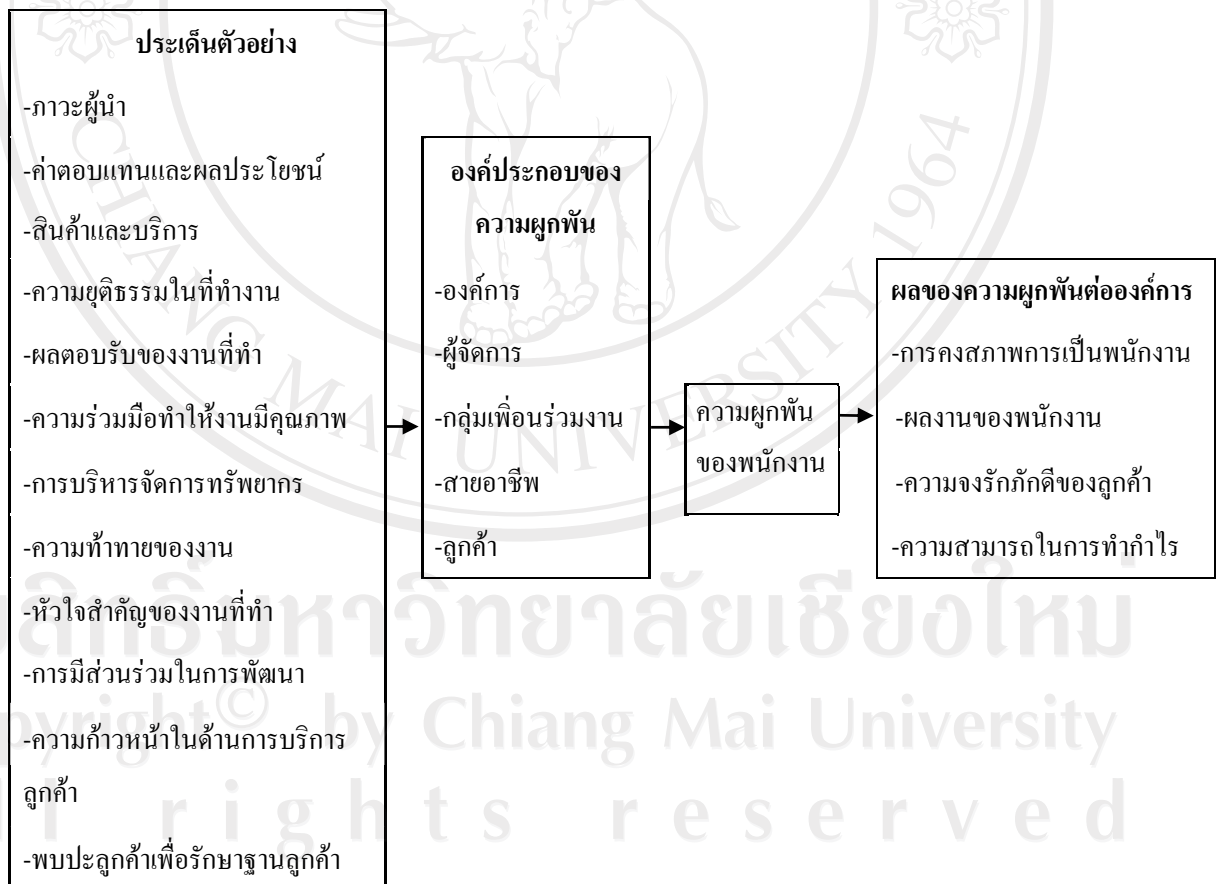 ประเด็นตัวอย่าง
-ภาวะผู้นำ
-ค่าตอบแทนและผลประโยชน์
-สินค้าและบริการ
-ความยุติธรรมในที่ทำงาน
-ผลตอบรับของงานที่ทำ
-ความร่วมมือทำให้งานมีคุณภาพ
-การบริหารจัดการทรัพยากร
-ความท้าทายของงาน
-หัวใจสำคัญของงานที่ทำ
-การมีส่วนร่วมในการพัฒนา
-ความก้าวหน้าในด้านการบริการ
ลูกค้า
-พบปะลูกค้าเพื่อรักษาฐานลูกค้า
องค์ประกอบของ
ความผูกพัน
-องค์การ
-ผู้จัดการ
-กลุ่มเพื่อนร่วมงาน
-สายอาชีพ
-ลูกค้า
ความผูกพัน
ของพนักงาน
ผลของความผูกพันต่อองค์การ
-การคงสภาพการเป็นพนักงาน
-ผลงานของพนักงาน
-ความจงรักภักดีของลูกค้า
-ความสามารถในการทำกำไร
CHIANG MAI UNIVERSITY 1964
สิทธิ์มหาวิทยาลัยเชียงใหม่
pyright© by Chiang Mai University
l rights reserved